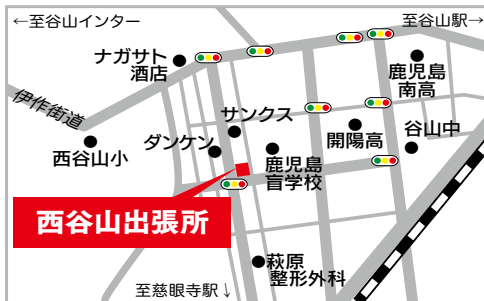 ←至谷山インター
至谷山駅→
ナガサト
酒店
鹿児島
南高
伊作街道
サンクス
開陽高
谷山中
西谷山小
ダンケン
鹿児島
盲学校
西谷山出張所
萩原
整形外科
至慈眼寺駅↓